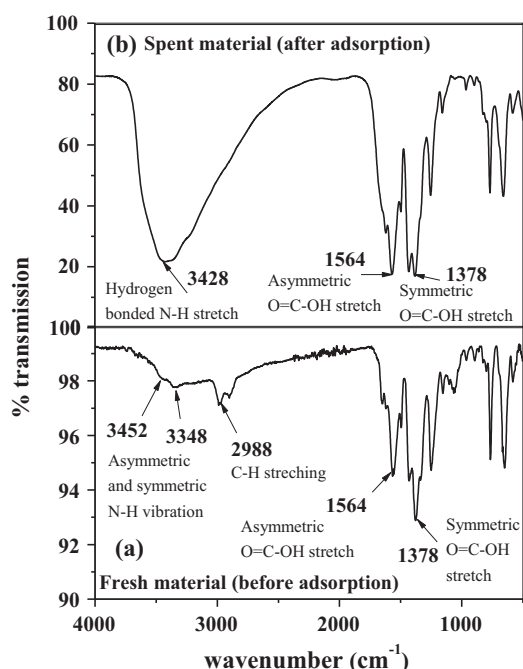 (b) Spent material (after adsorption)
100
80
60
40
20
3428
Hydrogen
bonded N-H stretch
1564
Asymmetric
O=C-OH stretch
1378
Symmetric
O=C-OH stretch
% transmission
100
98
96
94
92
90
3452
3348
2988
C-H streching
Asymmetric
and symmetric
N-H vibration
1564
Asymmetric
O=C-OH stretch
1378
Symmetric
O=C-OH
stretch
(a)
Fresh material (before adsorption)
4000
3000
2000
1000
wavenumber (cm-1)